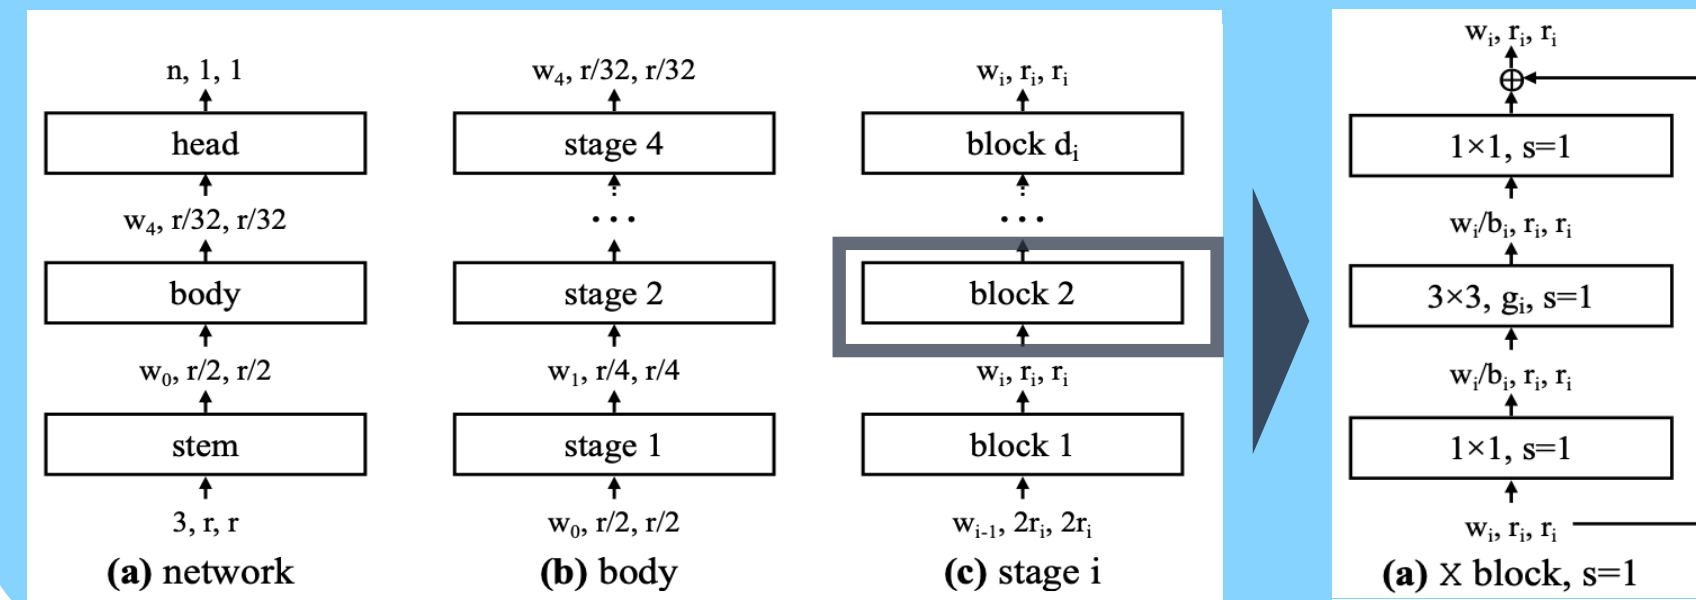 n, 1, 1
head
w₄, r/32, r/32
body
w₀, r/2, r/2
stem
3, r, r
(a) network
w₄, r/32, r/32
stage 4
...
stage 2
w₁, r/4, r/4
stage 1
w₀, r/2, r/2
(b) body
wᵢ, rᵢ, rᵢ
block dᵢ
...
block 2
wᵢ, rᵢ, rᵢ
block 1
wᵢ₋₁, 2rᵢ, 2rᵢ
(c) stage i
wᵢ, rᵢ, rᵢ
1×1, s=1
wᵢ/bᵢ, rᵢ, rᵢ
3×3, gᵢ, s=1
wᵢ/bᵢ, rᵢ, rᵢ
1×1, s=1
wᵢ, rᵢ, rᵢ
(a) X block, s=1